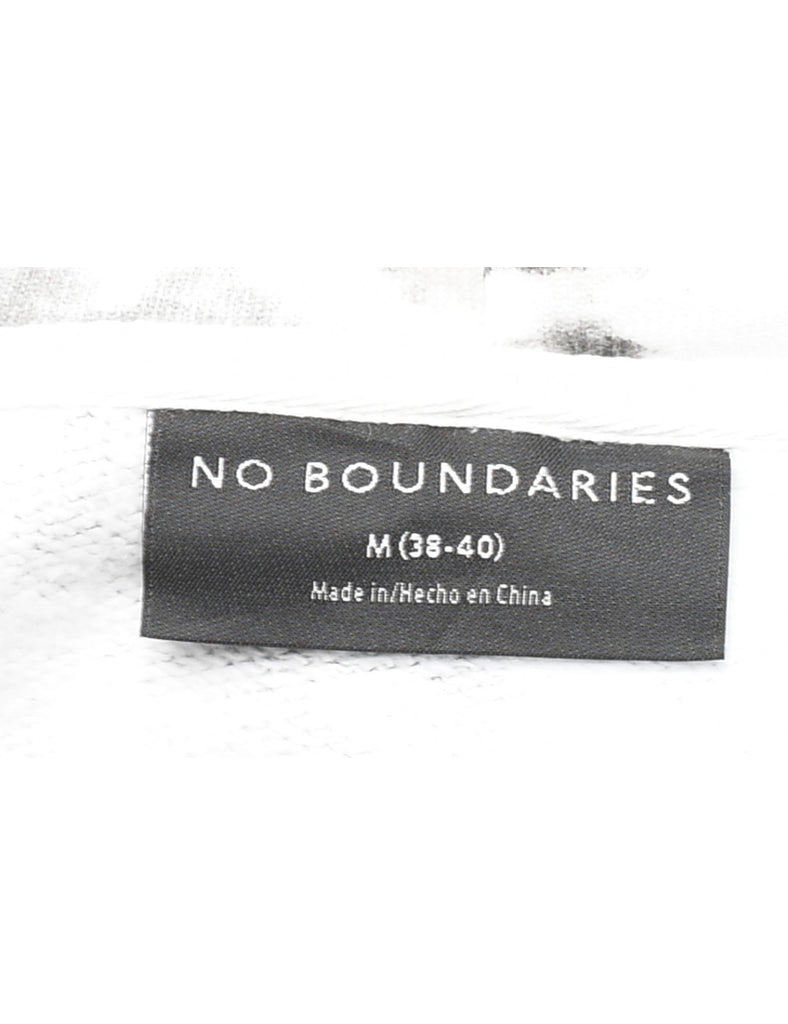 NO BOUNDARIES
M (38-40)
Made in/Hecho en China